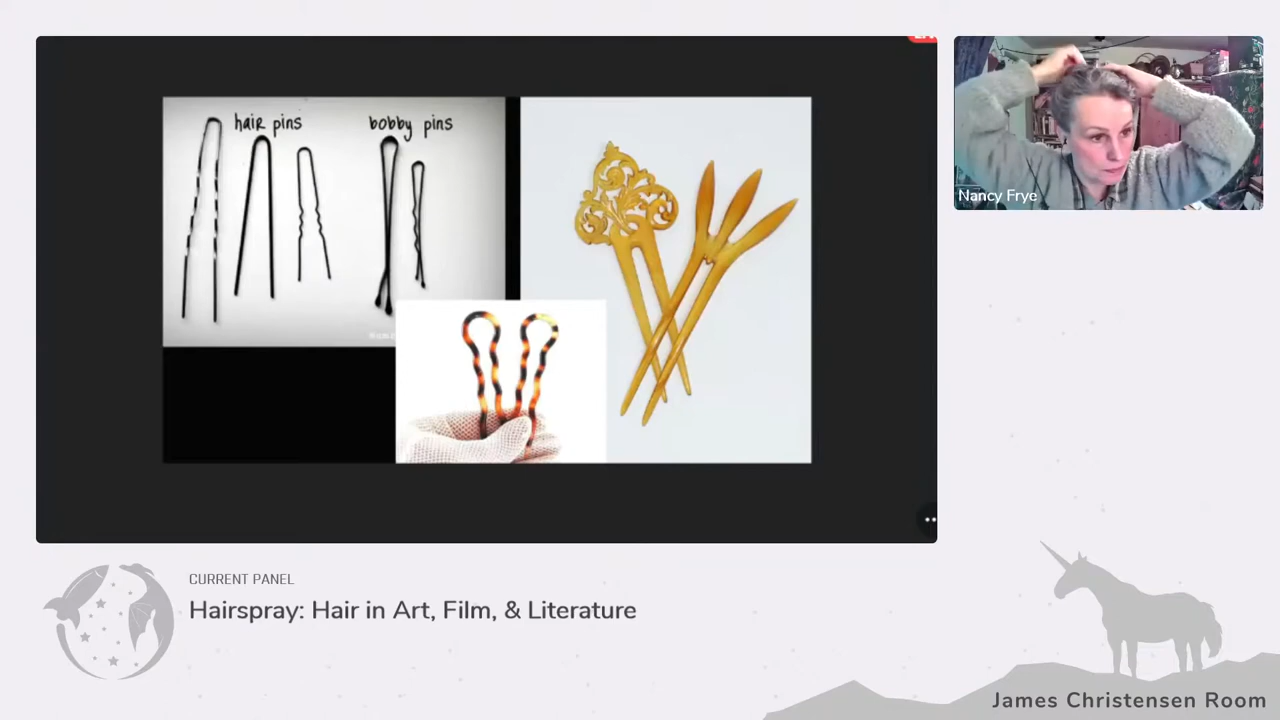 hair pins
bobby pins
Nancy Frye
CURRENT PANEL
Hairspray: Hair in Art, Film, & Literature
James Christensen Room